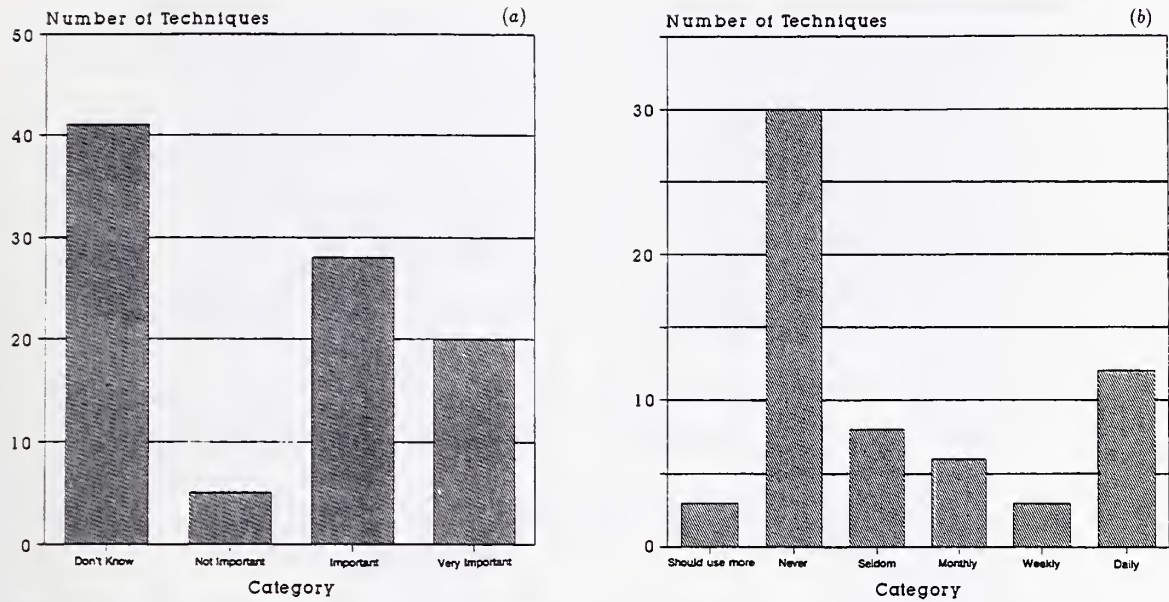 Number of Techniques (a)
50
40
30
20
10
0
Don't Know Not Important Important Very Important
Category
Number of Techniques (b)
30
20
10
0
Should use more Never Seldom Monthly Weekly Daily
Category